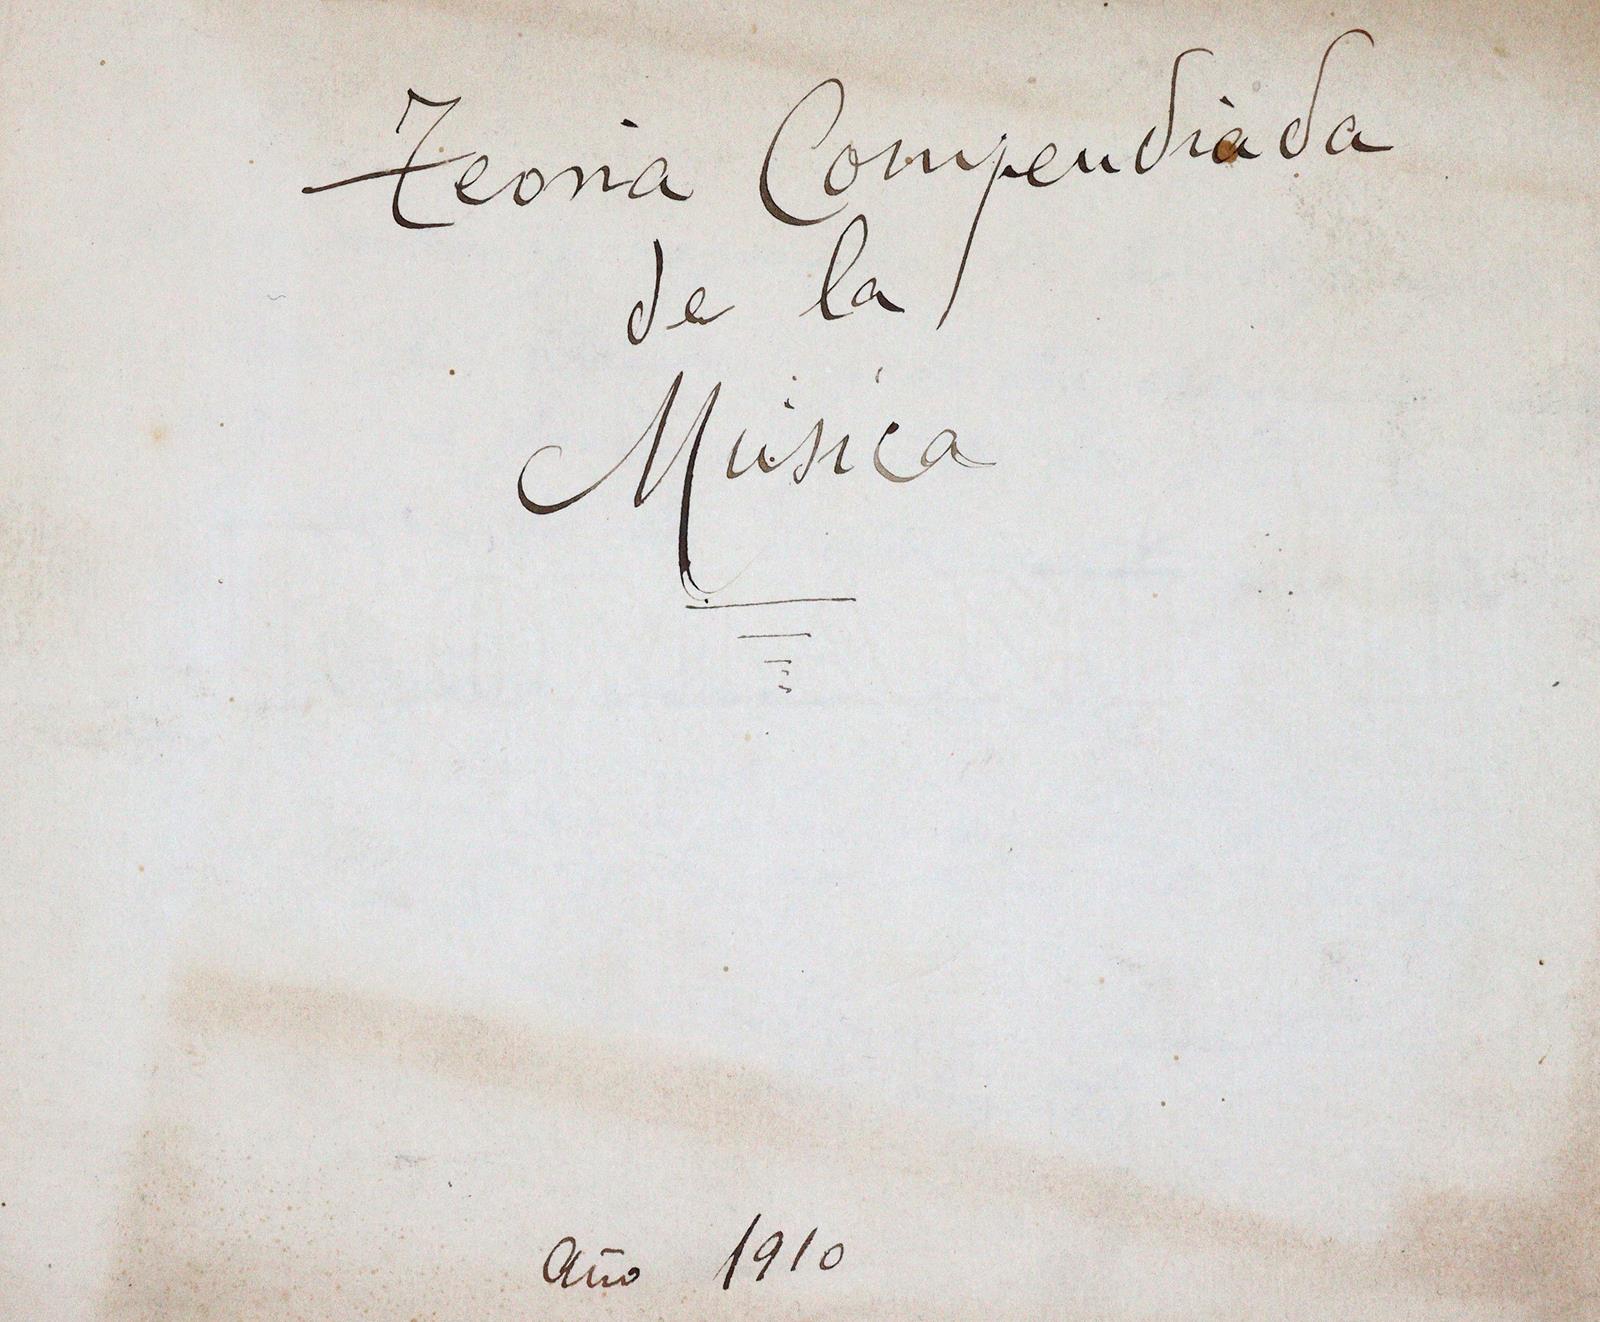 Teoria Compendiada
de la
Música
Año 1910